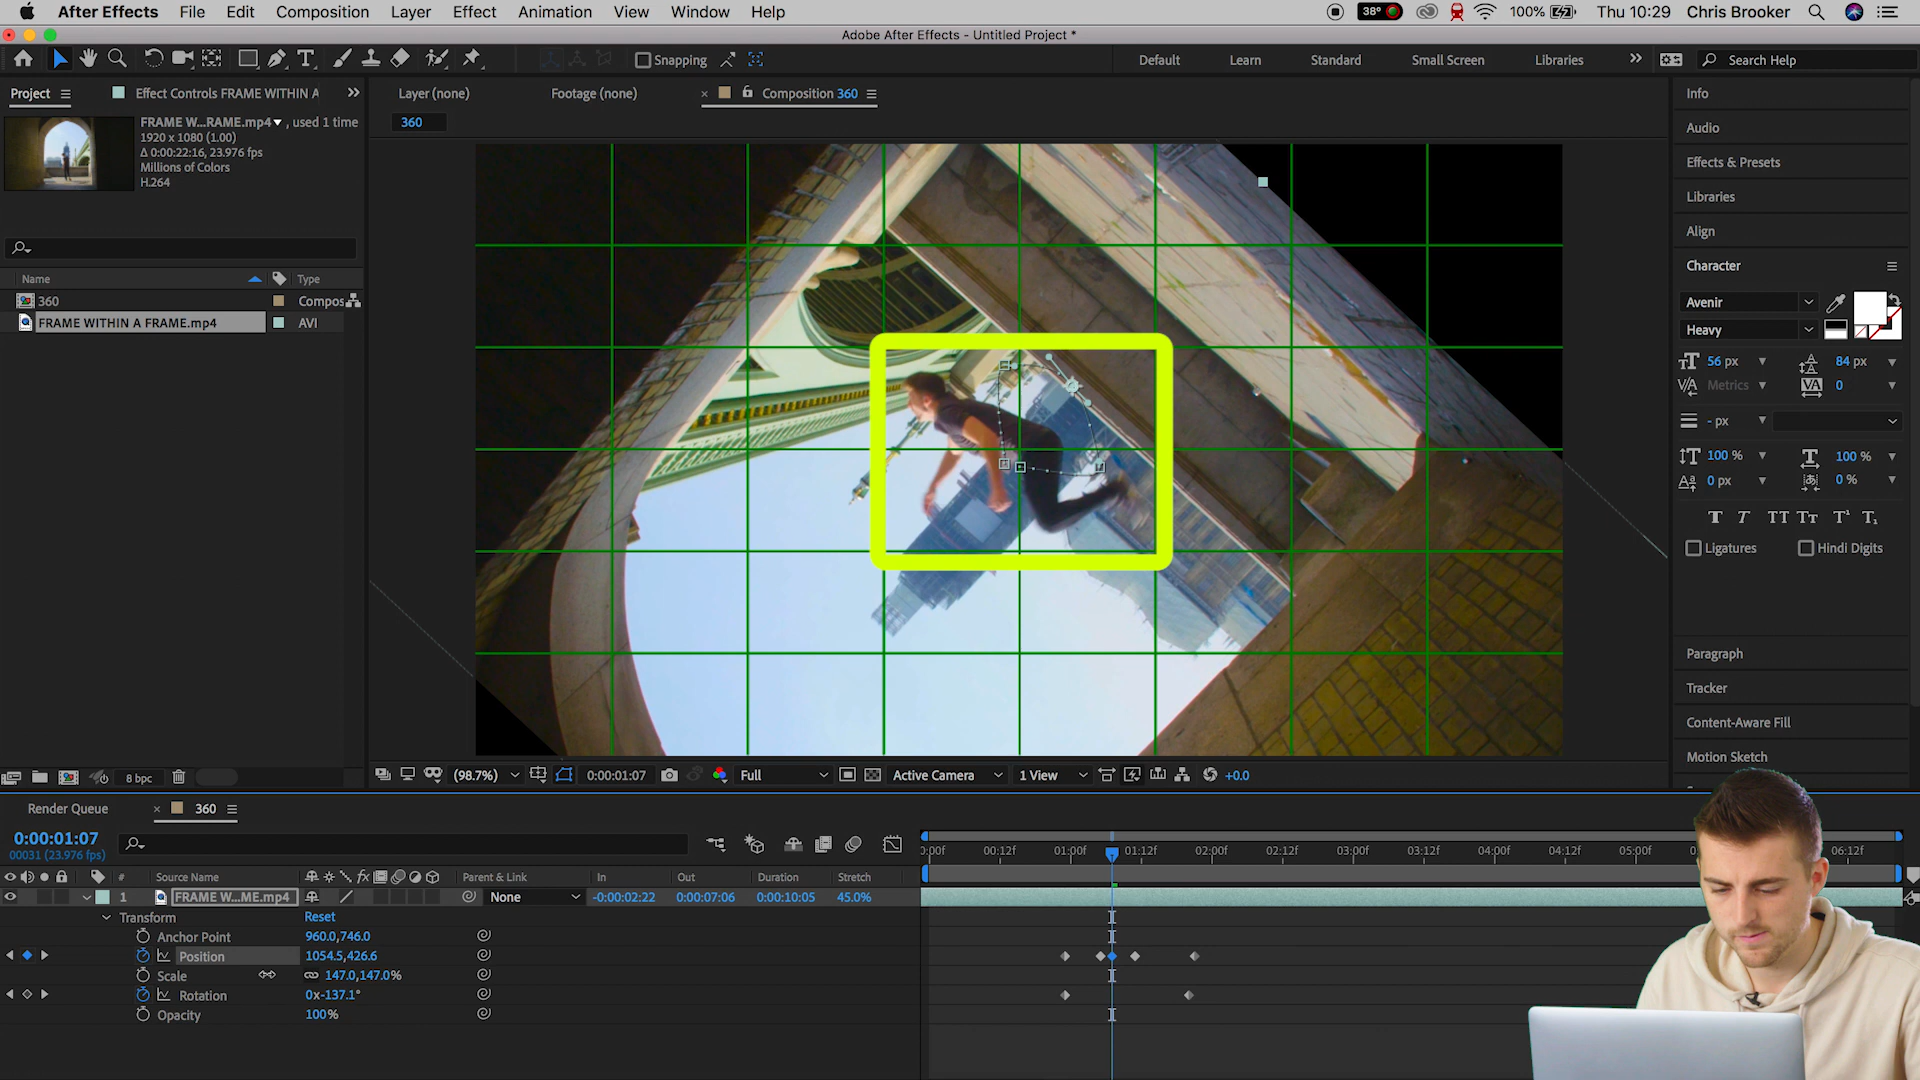 After Effects File Edit Composition Layer Effect Animation View Window Help 38° 100% Thu 10:29 Chris Brooker
Adobe After Effects - Untitled Project *
Snapping Default Learn Standard Small Screen Libraries Search Help
Project Effect Controls FRAME WITHIN A Layer (none) Footage (none) Composition 360
360
FRAME W...RAME.mp4 , used 1 time
1920 x 1080 (1.00)
Δ 0:00:22:16, 23.976 fps
Millions of Colors
H.264
Name Type
360 Compos
FRAME WITHIN A FRAME.mp4 AVI
Info
Audio
Effects & Presets
Libraries
Align
Character
Avenir
Heavy
56 px 84 px
Metrics 0
- px
100 % 100 %
0 px 0 %
Ligatures Hindi Digits
Paragraph
Tracker
Content-Aware Fill
Motion Sketch
8 bpc (98.7%) 0:00:01:07 Full Active Camera 1 View +0.0
Render Queue 360
0:00:01:07
00031 (23.976 fps)
:00f 00:12f 01:00f 01:12f 02:00f 02:12f 03:00f 03:12f 04:00f 04:12f 05:00f 06:12f
# Source Name Parent & Link In Out Duration Stretch
1 FRAME W...ME.mp4 None -0:00:02:22 0:00:07:06 0:00:10:05 45.0%
Transform Reset
Anchor Point 960.0,746.0
Position 1054.5,426.6
Scale 147.0,147.0%
Rotation 0x-137.1°
Opacity 100%